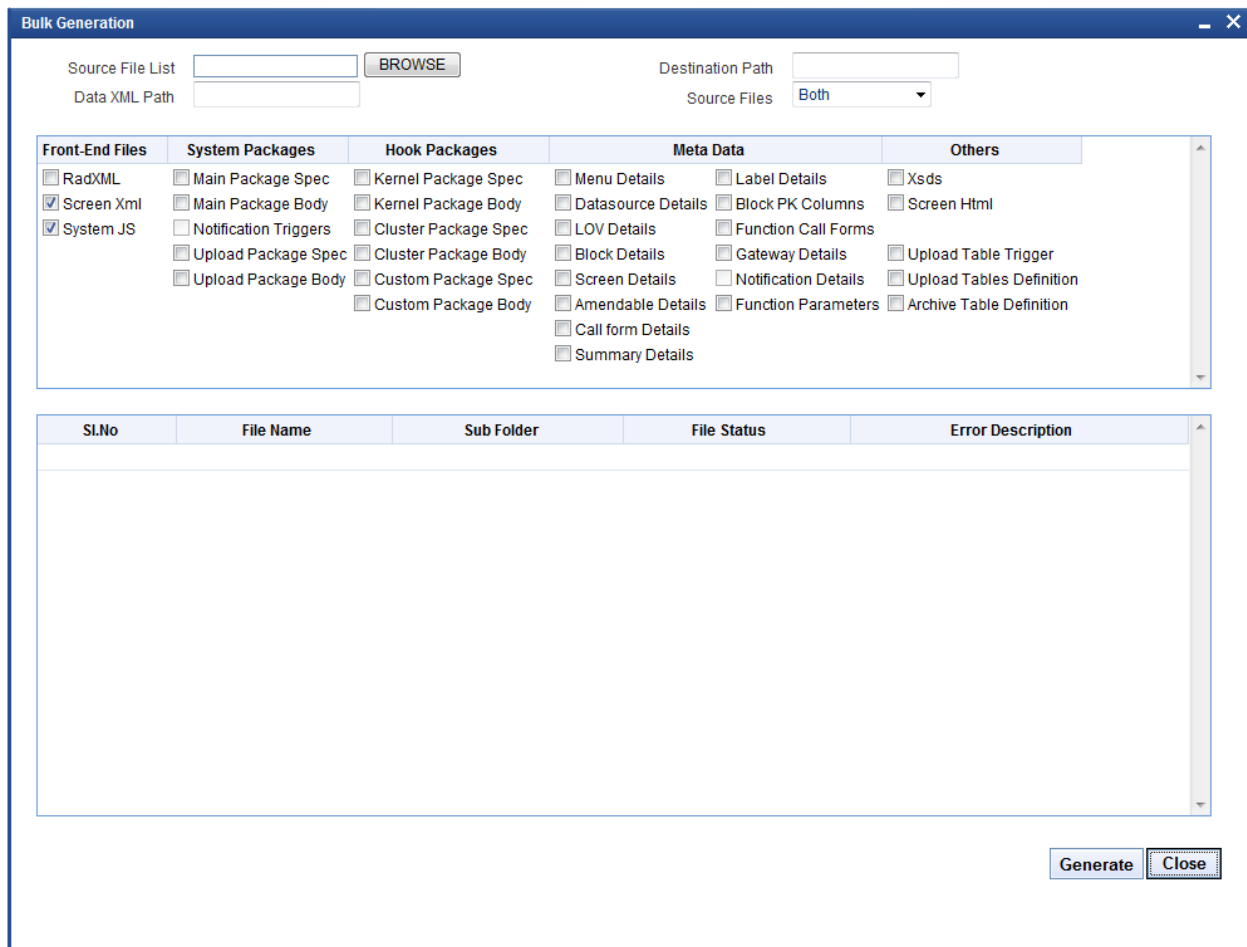 Bulk Generation
Source File List BROWSE Destination Path
Data XML Path Source Files Both
Front-End Files System Packages Hook Packages Meta Data Others
RadXML Main Package Spec Kernel Package Spec Menu Details Label Details Xsds
Screen Xml Main Package Body Kernel Package Body Datasource Details Block PK Columns Screen Html
System JS Notification Triggers Cluster Package Spec LOV Details Function Call Forms
Upload Package Spec Cluster Package Body Block Details Gateway Details Upload Table Trigger
Upload Package Body Custom Package Spec Screen Details Notification Details Upload Tables Definition
Custom Package Body Amendable Details Function Parameters Archive Table Definition
Call form Details
Summary Details
Sl.No File Name Sub Folder File Status Error Description
Generate Close